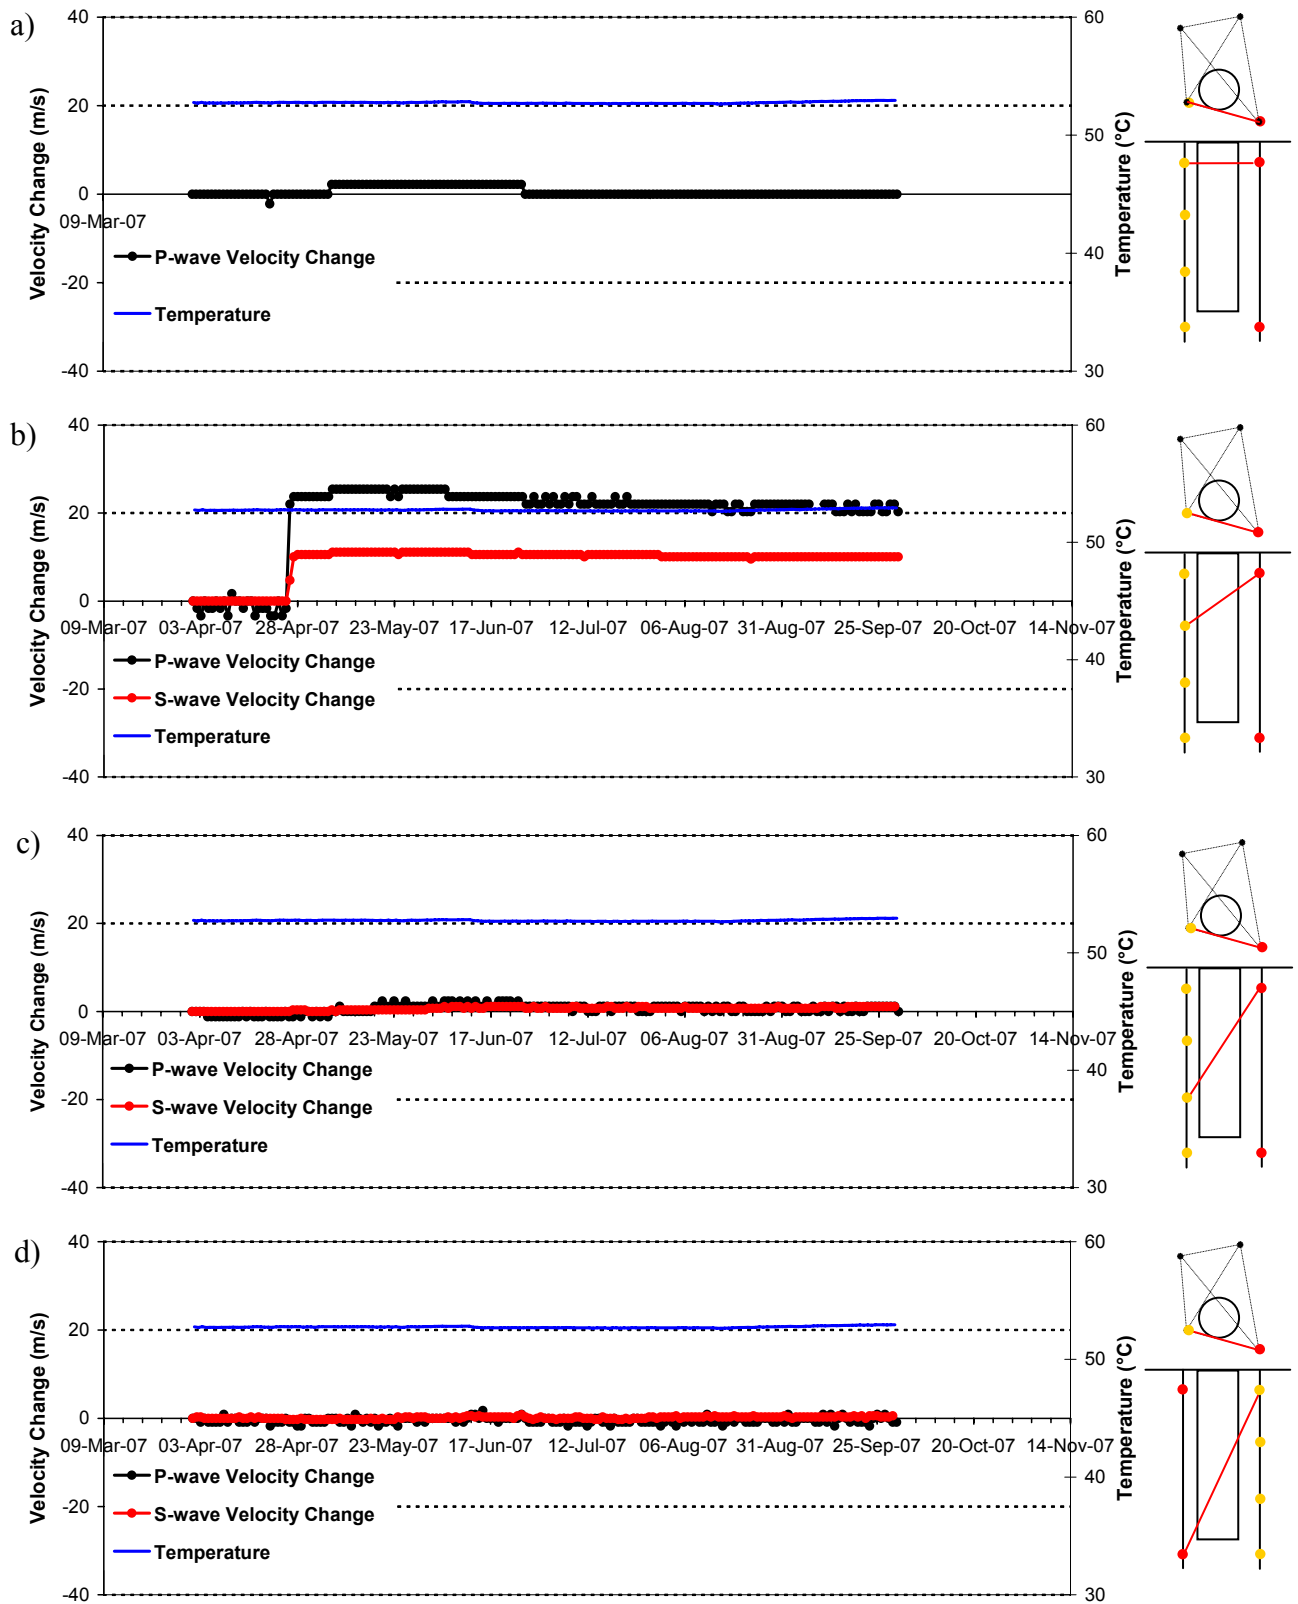 a)
40
20
0
-20
-40
Velocity Change (m/s)
09-Mar-07
P-wave Velocity Change
Temperature
60
50
40
30
Temperature (°C)
b)
40
20
0
-20
-40
Velocity Change (m/s)
09-Mar-07 03-Apr-07 28-Apr-07 23-May-07 17-Jun-07 12-Jul-07 06-Aug-07 31-Aug-07 25-Sep-07 20-Oct-07 14-Nov-07
P-wave Velocity Change
S-wave Velocity Change
Temperature
60
50
40
30
Temperature (°C)
c)
40
20
0
-20
-40
Velocity Change (m/s)
09-Mar-07 03-Apr-07 28-Apr-07 23-May-07 17-Jun-07 12-Jul-07 06-Aug-07 31-Aug-07 25-Sep-07 20-Oct-07 14-Nov-07
P-wave Velocity Change
S-wave Velocity Change
Temperature
60
50
40
30
Temperature (°C)
d)
40
20
0
-20
-40
Velocity Change (m/s)
09-Mar-07 03-Apr-07 28-Apr-07 23-May-07 17-Jun-07 12-Jul-07 06-Aug-07 31-Aug-07 25-Sep-07 20-Oct-07 14-Nov-07
P-wave Velocity Change
S-wave Velocity Change
Temperature
60
50
40
30
Temperature (°C)